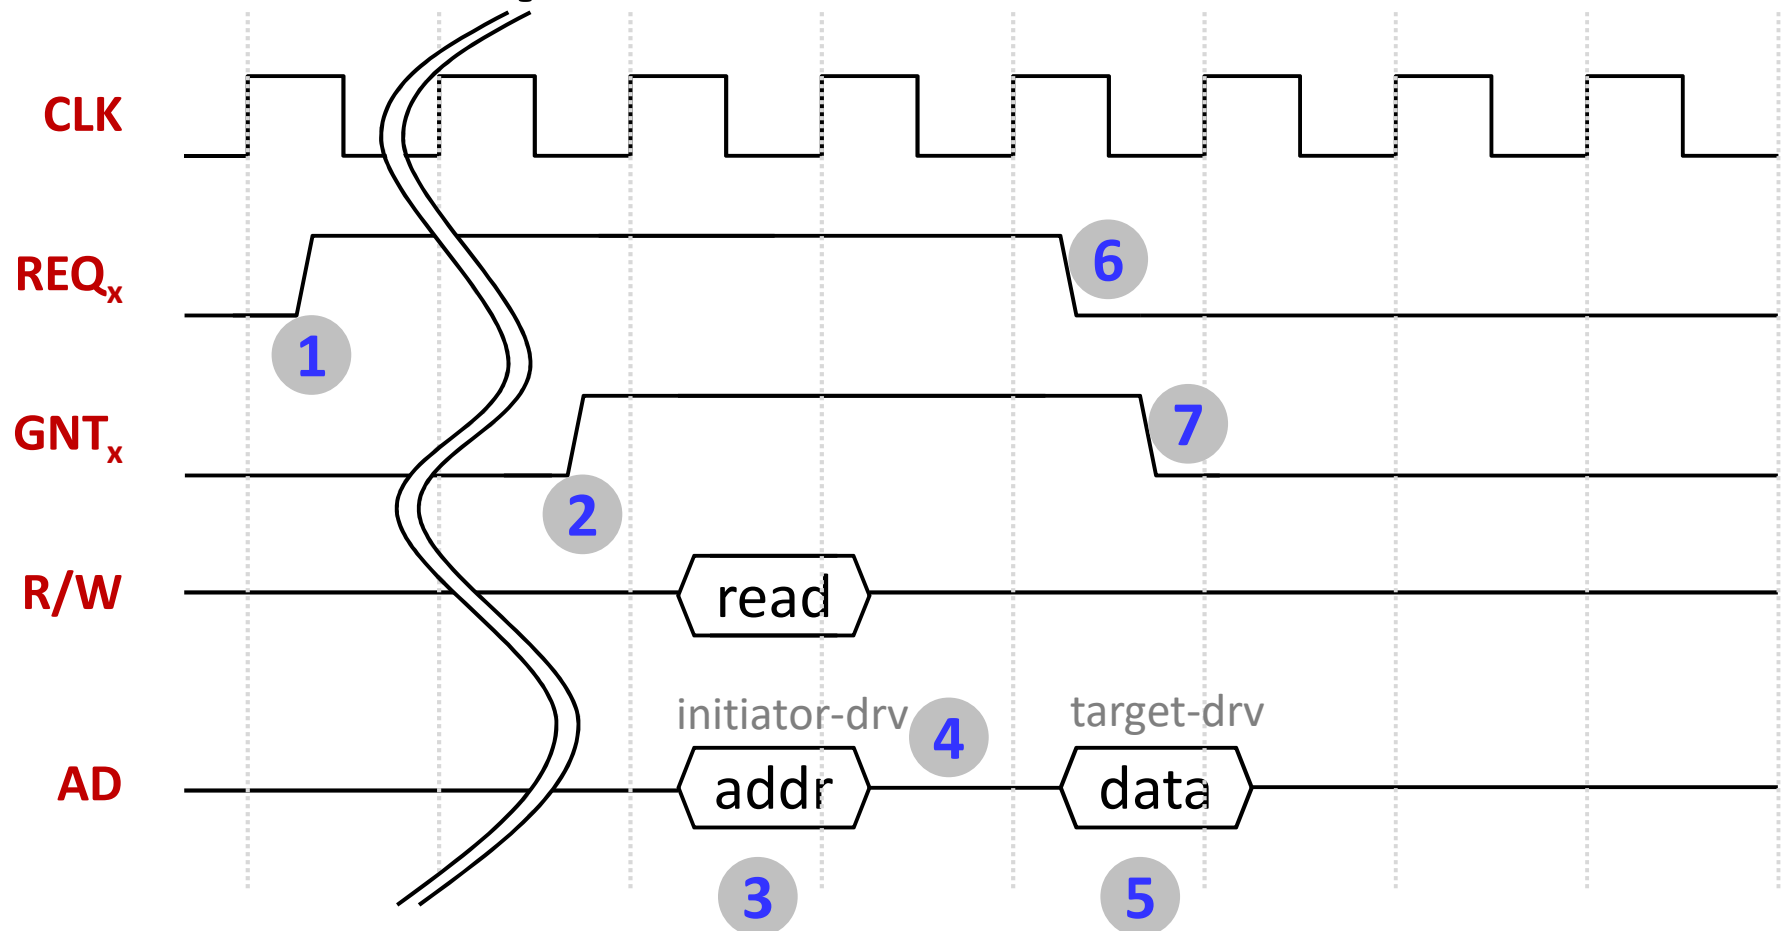 CLK
REQx
6
1
GNTx
7
2
R/W
read
initiator-drv
4
target-drv
AD
addr
data
3
5